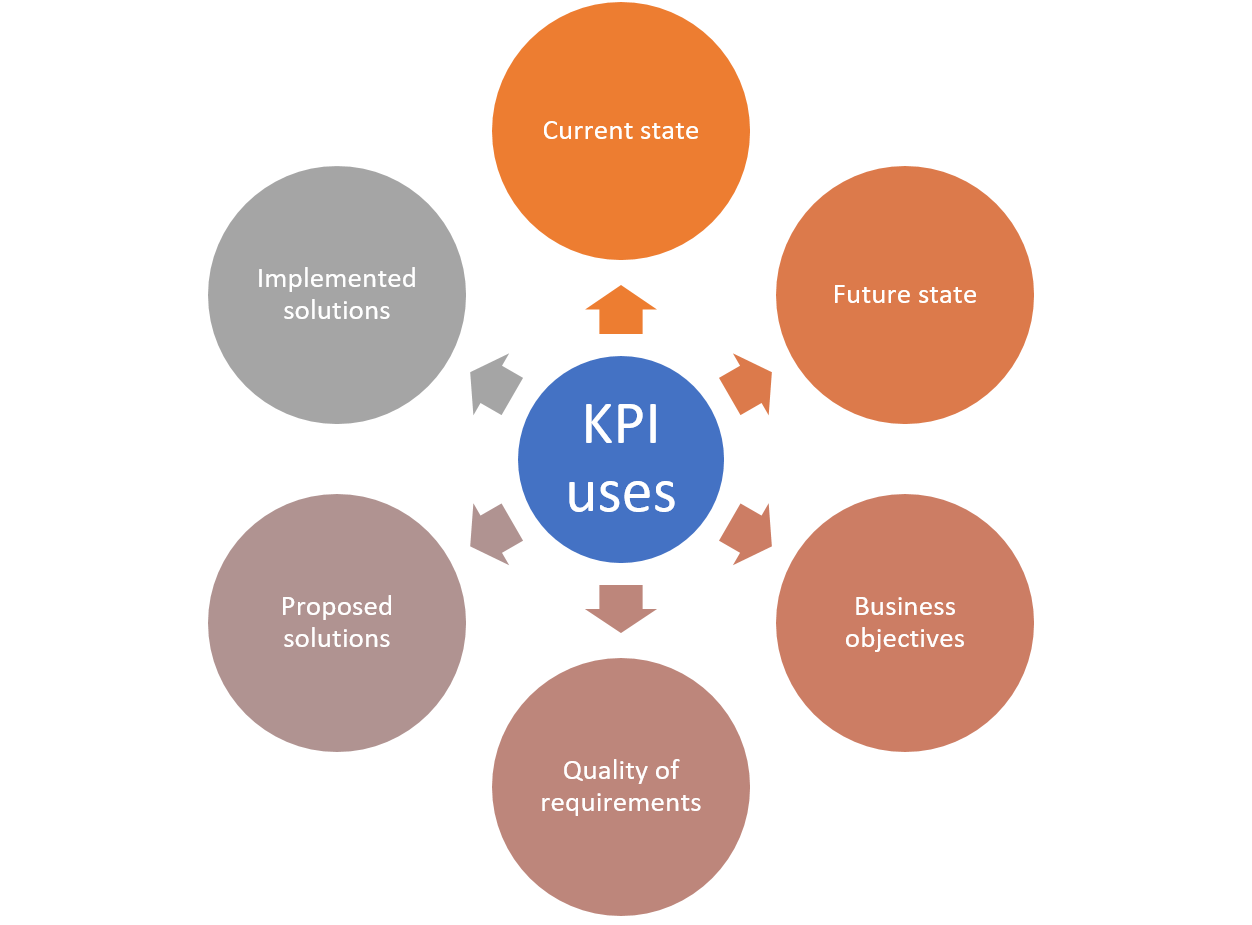 Current state
Future state
Business
objectives
Quality of
requirements
Proposed
solutions
Implemented
solutions
KPI
uses